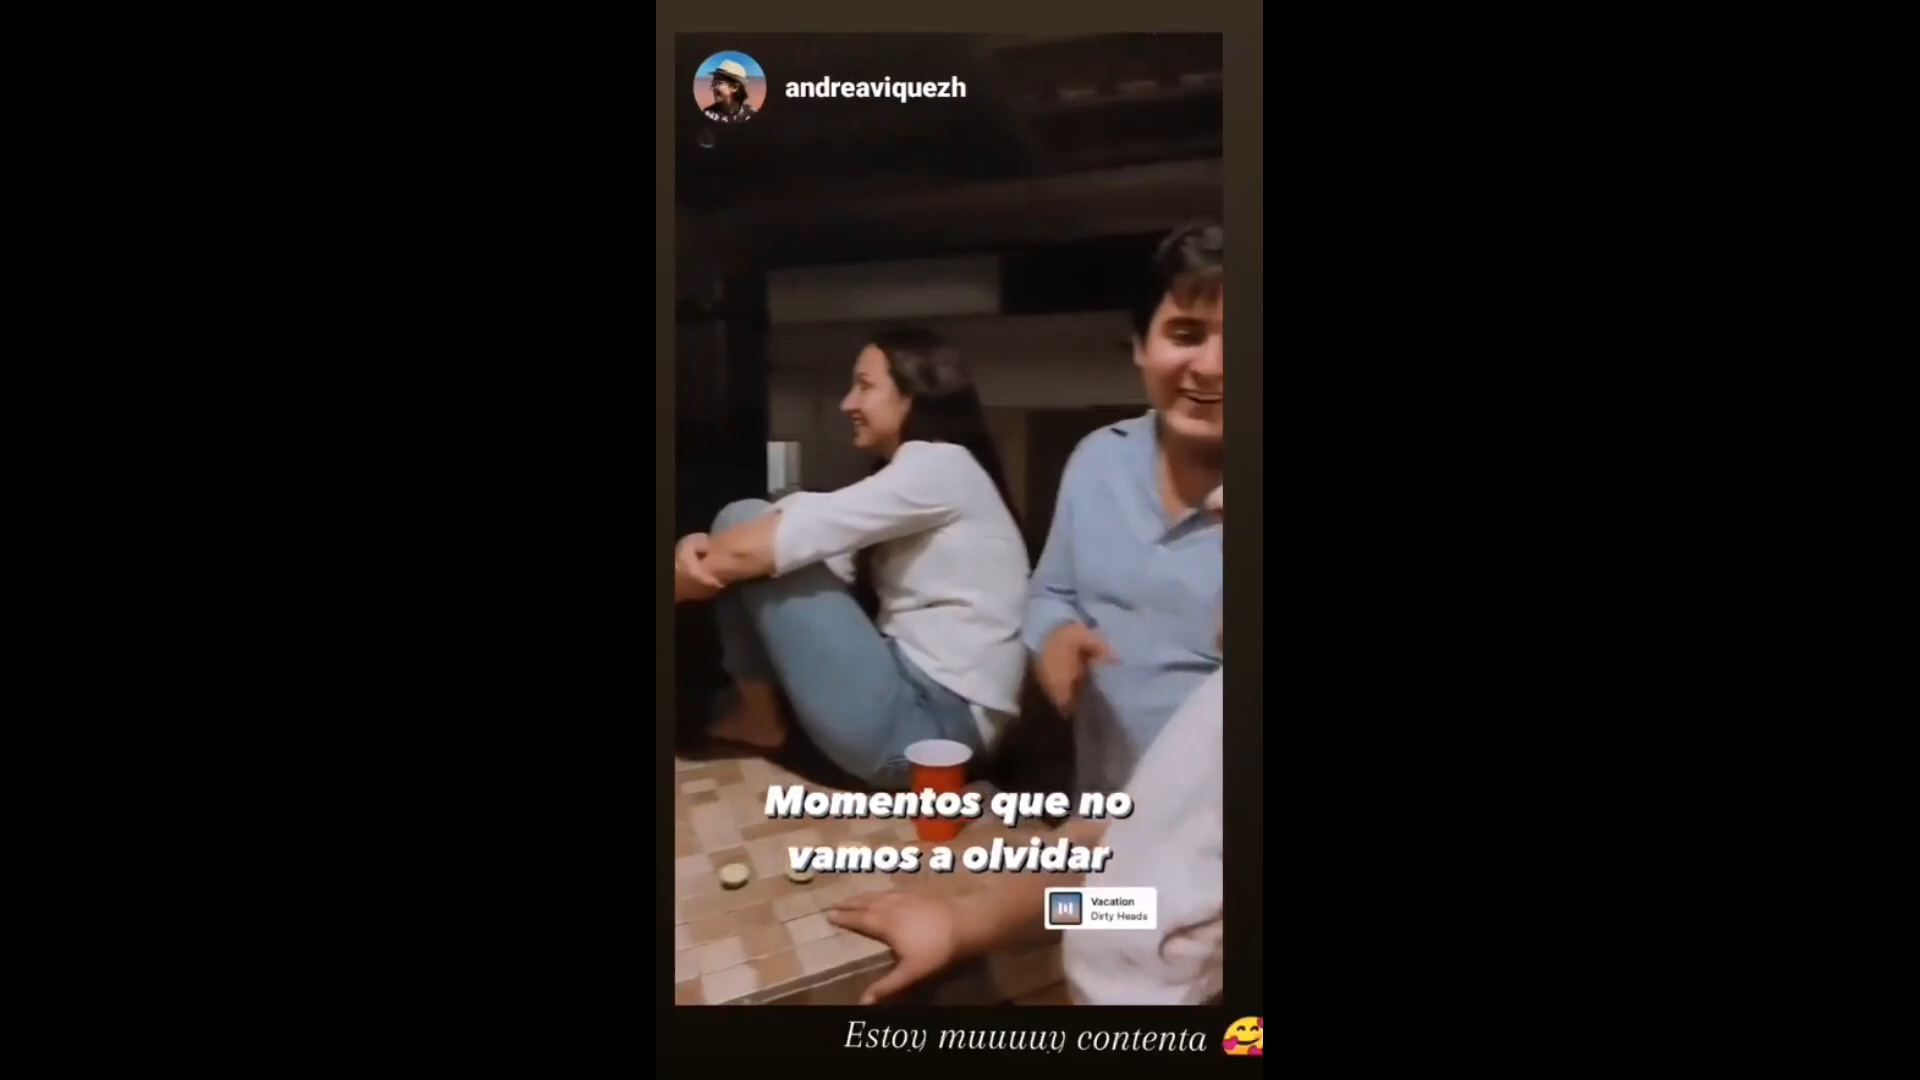 andreaviquezh
Momentos que no
vamos a olvidar
Vacation
Dirty Heads
Estoy muuuuy contenta 🥰